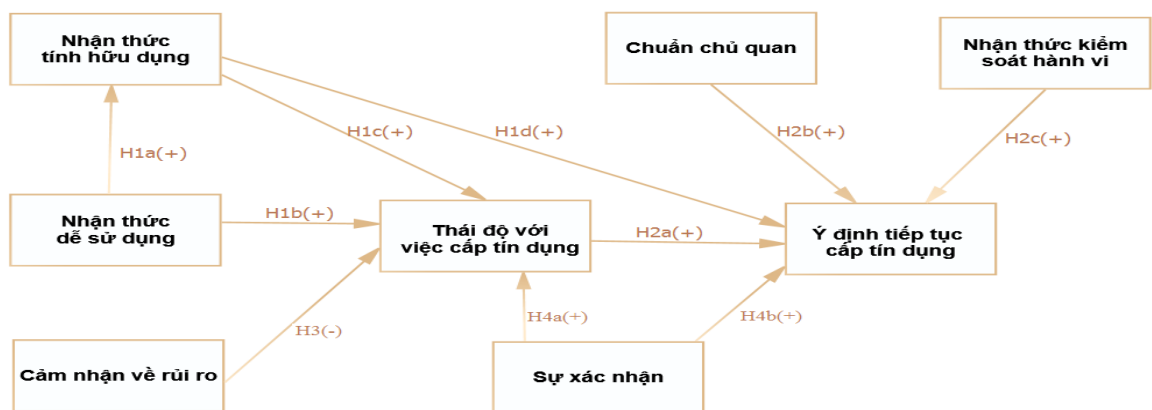 Nhận thức
tính hữu dụng
Chuẩn chủ quan
Nhận thức kiểm
soát hành vi
H1a(+)
H1c(+)
H1d(+)
H2b(+)
H2c(+)
Nhận thức
dễ sử dụng
H1b(+)
Thái độ với
việc cấp tín dụng
H2a(+)
Ý định tiếp tục
cấp tín dụng
H3(-)
H4a(+)
H4b(+)
Cảm nhận về rủi ro
Sự xác nhận